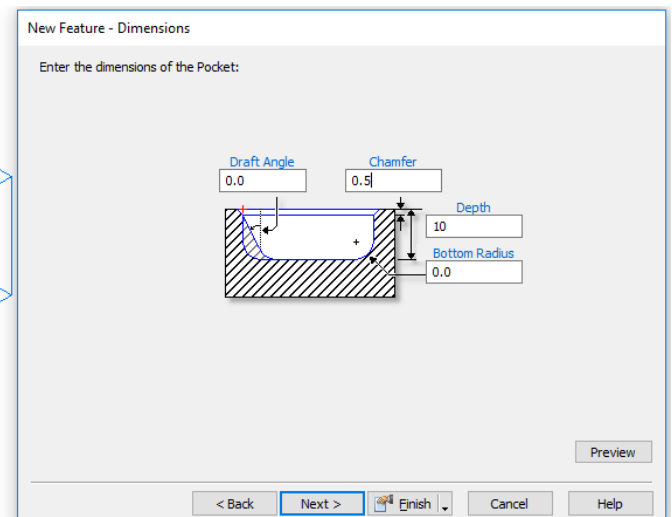 New Feature - Dimensions
Enter the dimensions of the Pocket:
Draft Angle
Chamfer
0.0
0.5
Depth
10
Bottom Radius
0.0
Preview
< Back
Next >
Finish
Cancel
Help